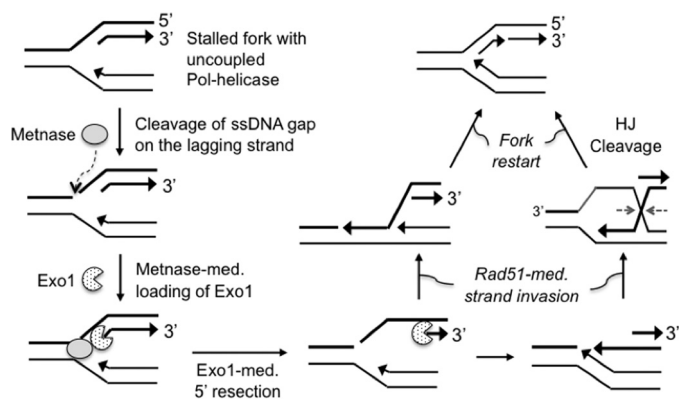 5'
3'
Stalled fork with
uncoupled
Pol-helicase
5'
3'
Metnase
Cleavage of ssDNA gap
on the lagging strand
Fork
restart
HJ
Cleavage
3'
3'
3'
Exo1
Metnase-med.
loading of Exo1
Rad51-med.
strand invasion
3'
3'
3'
Exo1-med.
5' resection